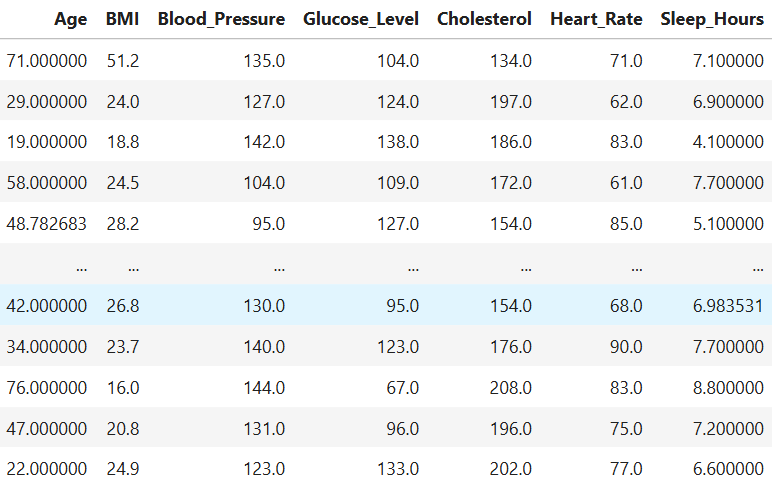 Age BMI Blood_Pressure Glucose_Level Cholesterol Heart_Rate Sleep_Hours
71.000000 51.2 135.0 104.0 134.0 71.0 7.100000
29.000000 24.0 127.0 124.0 197.0 62.0 6.900000
19.000000 18.8 142.0 138.0 186.0 83.0 4.100000
58.000000 24.5 104.0 109.0 172.0 61.0 7.700000
48.782683 28.2 95.0 127.0 154.0 85.0 5.100000
... ... ... ... ... ... ...
42.000000 26.8 130.0 95.0 154.0 68.0 6.983531
34.000000 23.7 140.0 123.0 176.0 90.0 7.700000
76.000000 16.0 144.0 67.0 208.0 83.0 8.800000
47.000000 20.8 131.0 96.0 196.0 75.0 7.200000
22.000000 24.9 123.0 133.0 202.0 77.0 6.600000